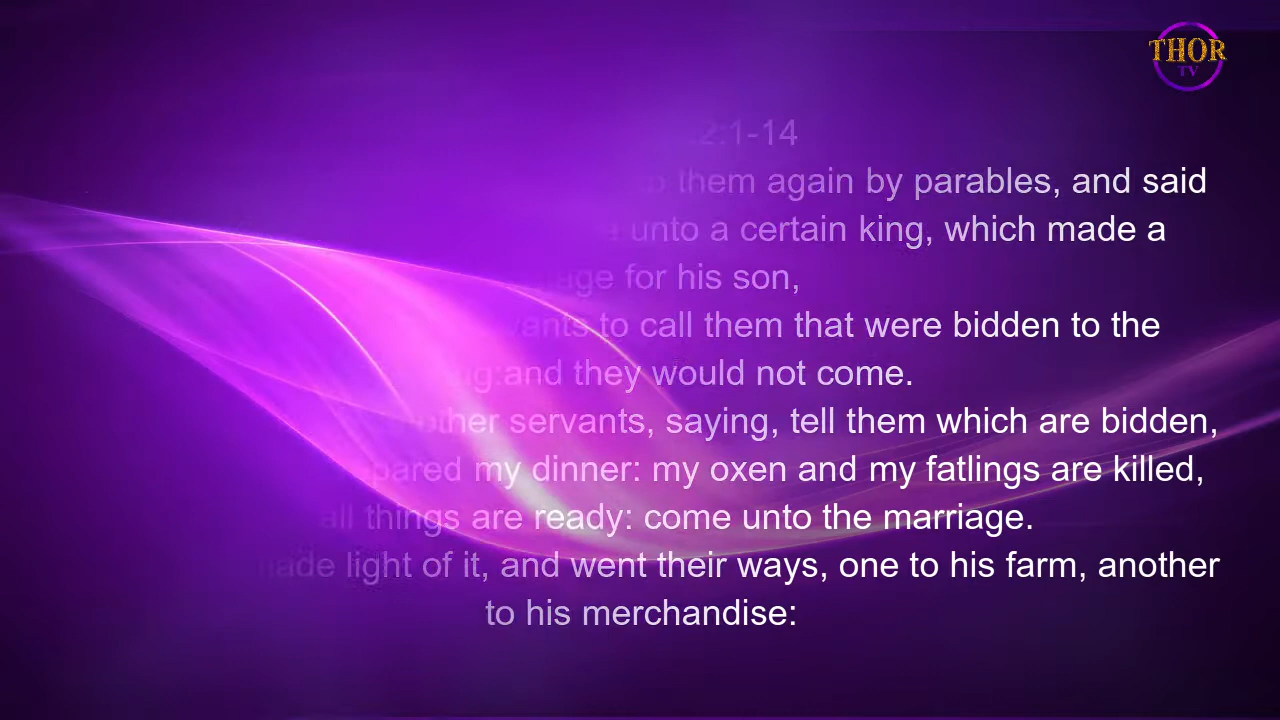 THOR
TV
2:1-14
to them again by parables, and said
unto a certain king, which made a
for his son,
to call them that were bidden to the
and they would not come.
other servants, saying, tell them which are bidden,
my dinner: my oxen and my fatlings are killed,
all things are ready: come unto the marriage.
made light of it, and went their ways, one to his farm, another
to his merchandise: